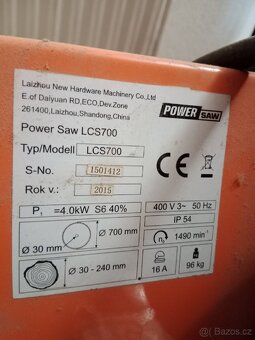 Laizhou New Hardware Machinery Co.,Ltd
E.of Daiyuan RD,ECO,Dev.Zone
261400,Laizhou,Shandong,China
POWER SAW
Power Saw LCS700
Typ/Modell LCS700
S-No. 1501412
Rok v.: 2015
CE
P₁ =4.0kW S6 40%
400 V 3~ 50 Hz
IP 54
Ø 700 mm
Ø 30 mm
n₀ 1490 min⁻¹
Ø 30 - 240 mm
16 A
96 kg
bazos.cz